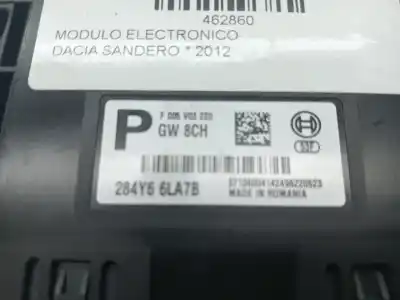 462860
MODULO ELECTRONICO
DACIA SANDERO * 2012
P
GW 8CH
284Y6 6LA7B
MADE IN ROMANIA